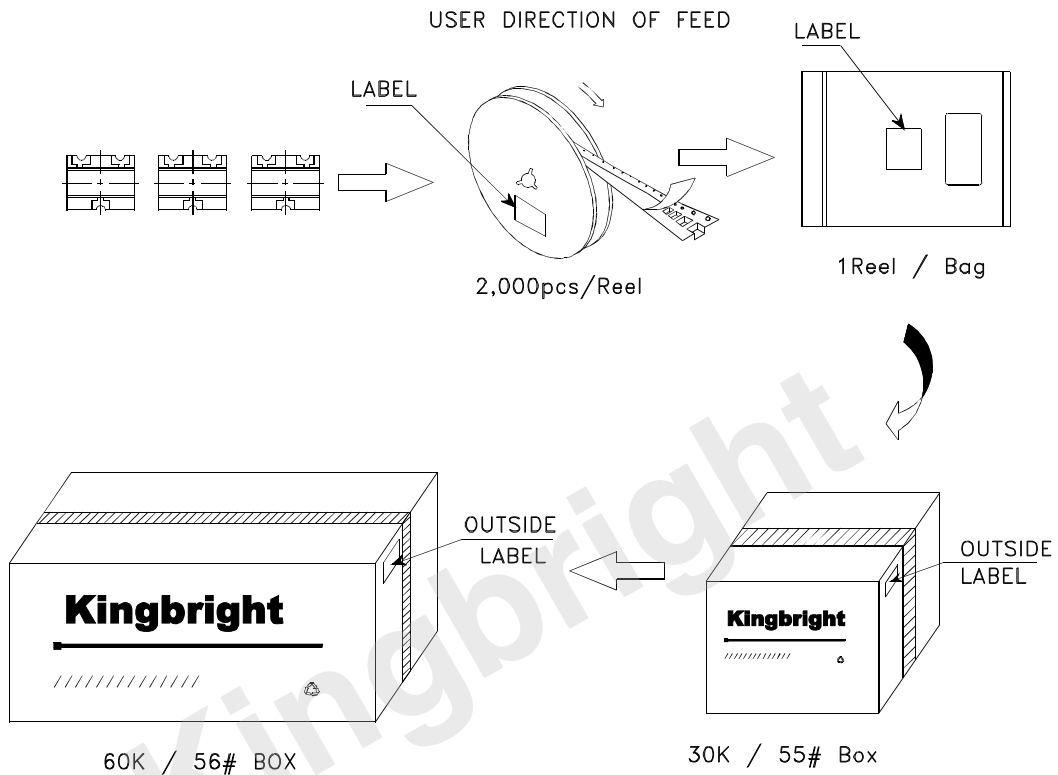 USER DIRECTION OF FEED
LABEL
LABEL
2,000pcs/Reel
1Reel / Bag
OUTSIDE
LABEL
OUTSIDE
LABEL
Kingbright
Kingbright
60K / 56# BOX
30K / 55# Box
Kingbright